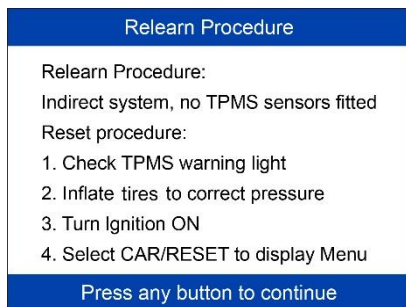 Relearn Procedure
Relearn Procedure:
Indirect system, no TPMS sensors fitted
Reset procedure:
1. Check TPMS warning light
2. Inflate tires to correct pressure
3. Turn Ignition ON
4. Select CAR/RESET to display Menu
Press any button to continue